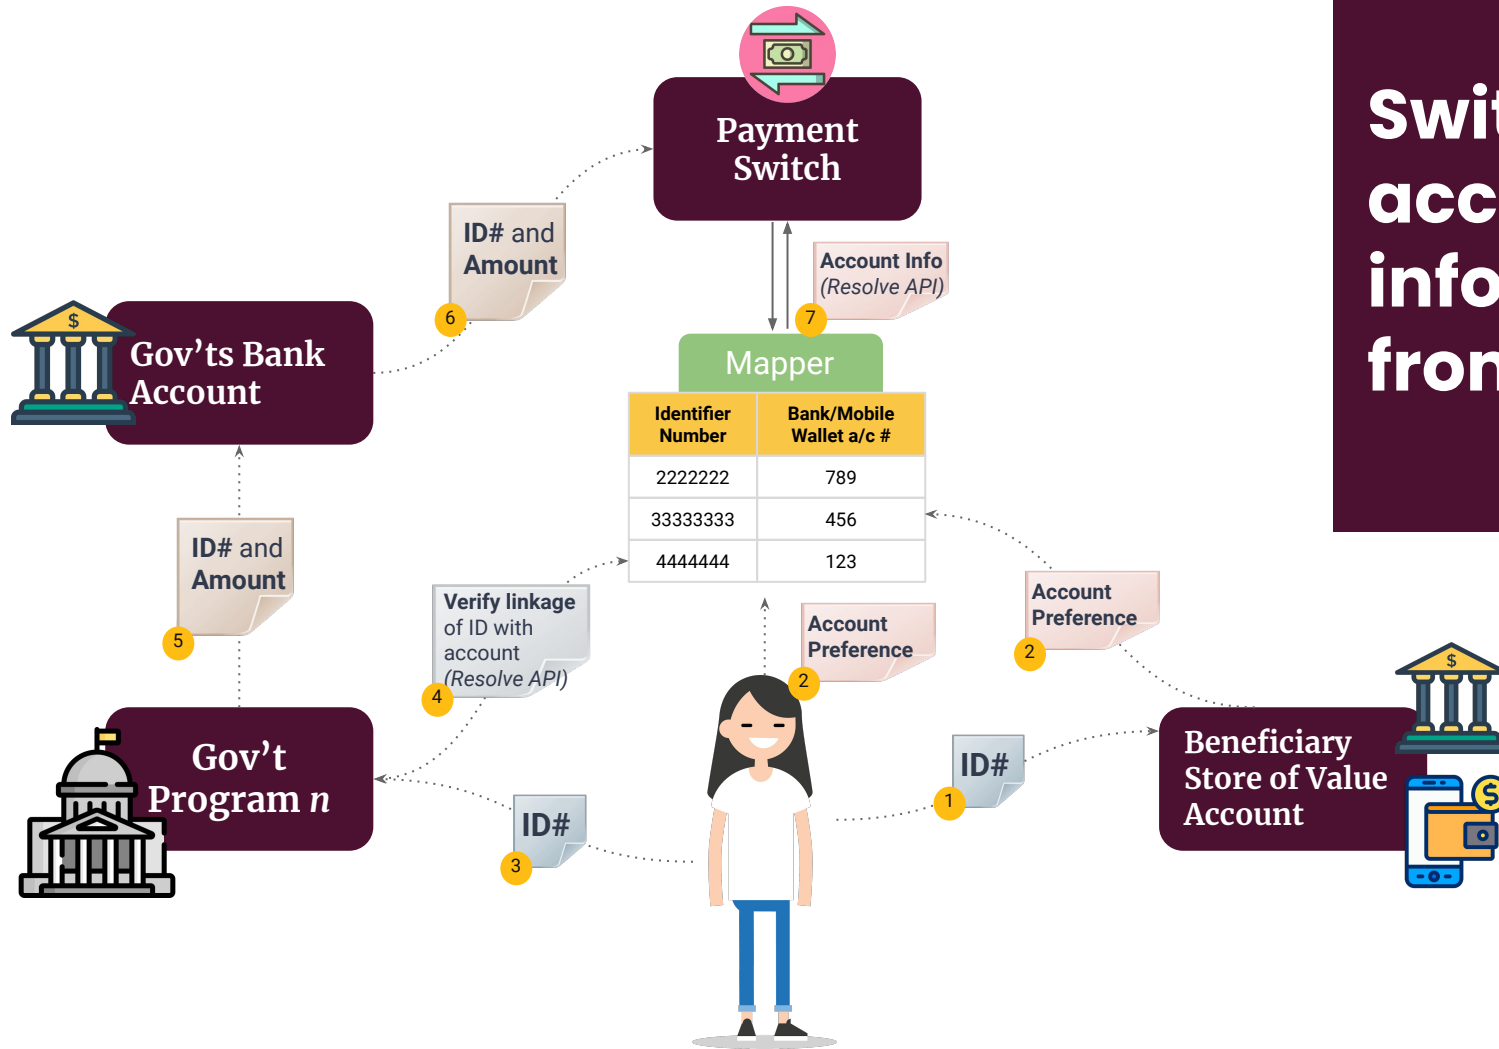 Payment
Switch
ID# and
Amount
6
Account Info
(Resolve API)
7
$
Gov'ts Bank
Account
Mapper
Identifier
Number
Bank/Mobile
Wallet a/c #
2222222
789
33333333
456
4444444
123
ID# and
Amount
5
Verify linkage
of ID with
account
(Resolve API)
4
Account
Preference
2
Account
Preference
2
Gov't
Program n
ID#
3
ID#
1
$
Beneficiary
Store of Value
Account
$
acc
info